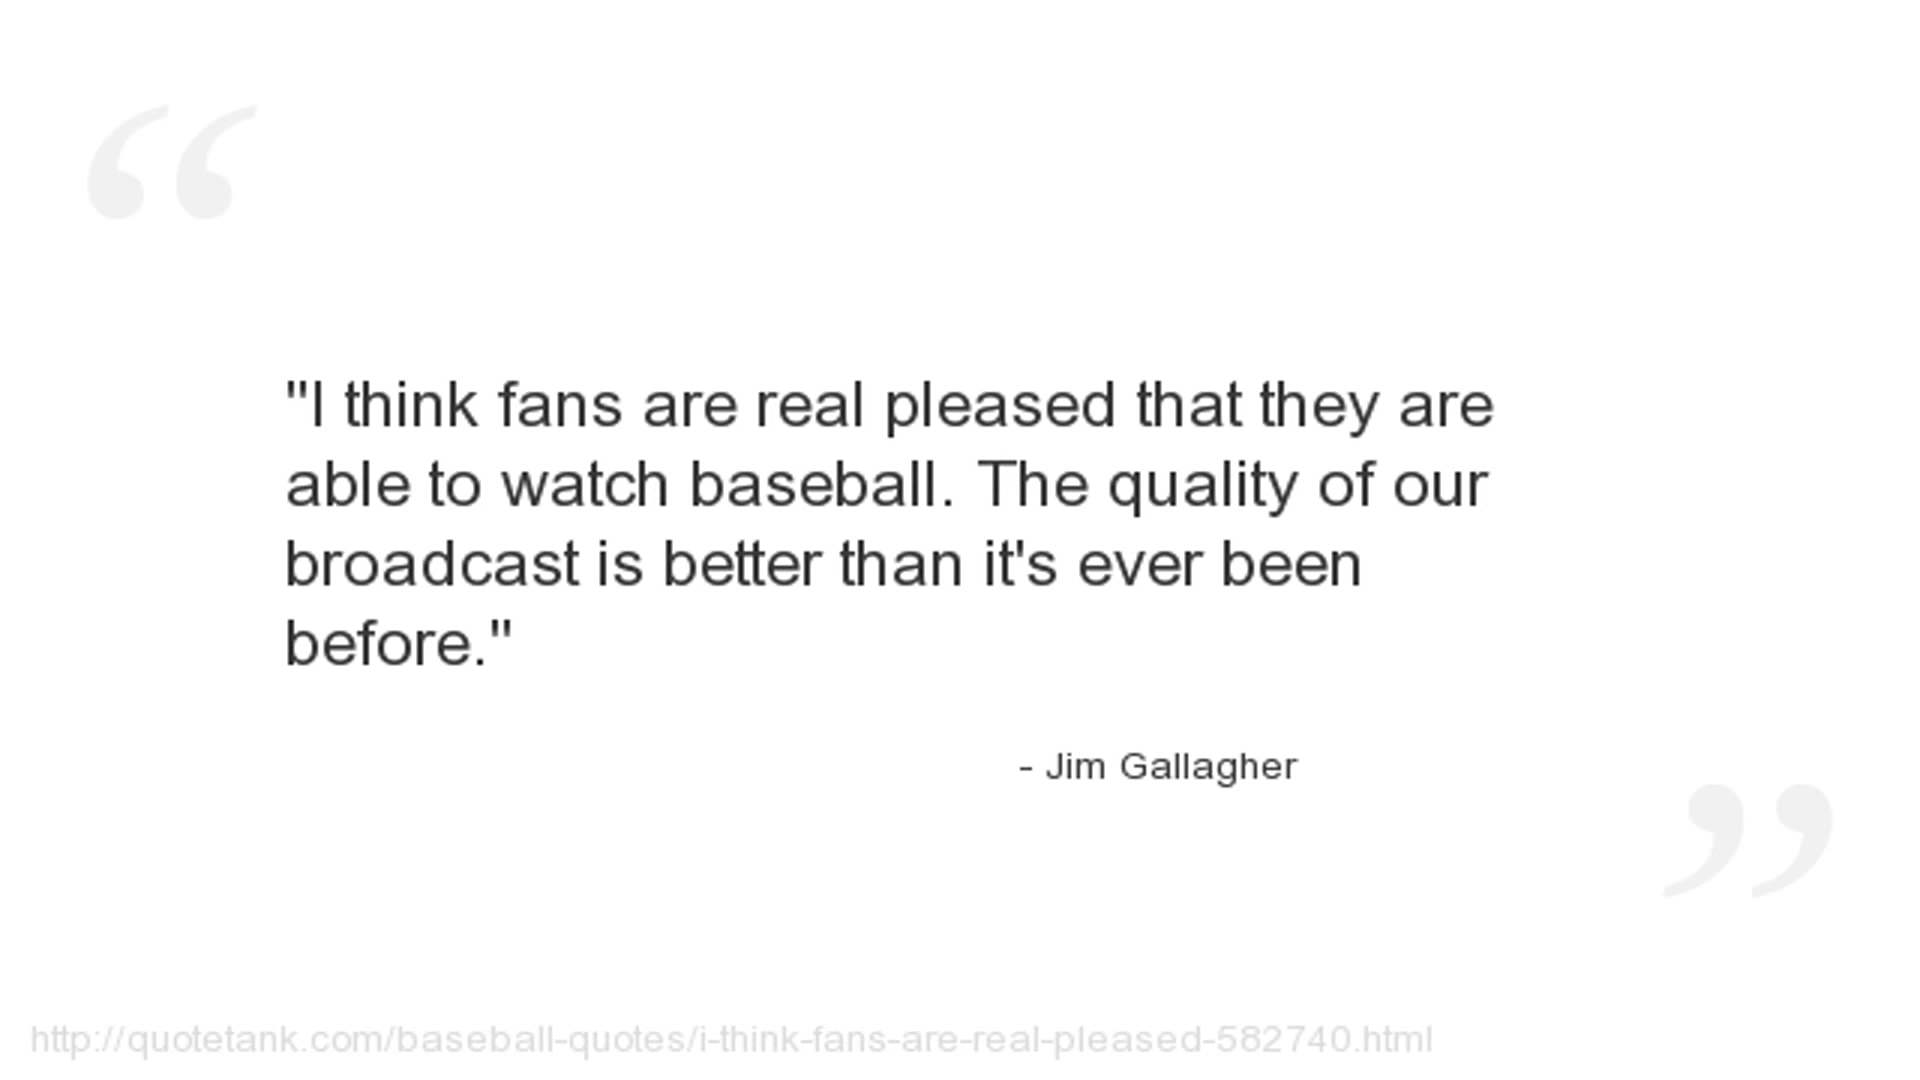 “
"I think fans are real pleased that they are
able to watch baseball. The quality of our
broadcast is better than it's ever been
before."
- Jim Gallagher
”
http://quotetank.com/baseball-quotes/i-think-fans-are-real-pleased-582740.html